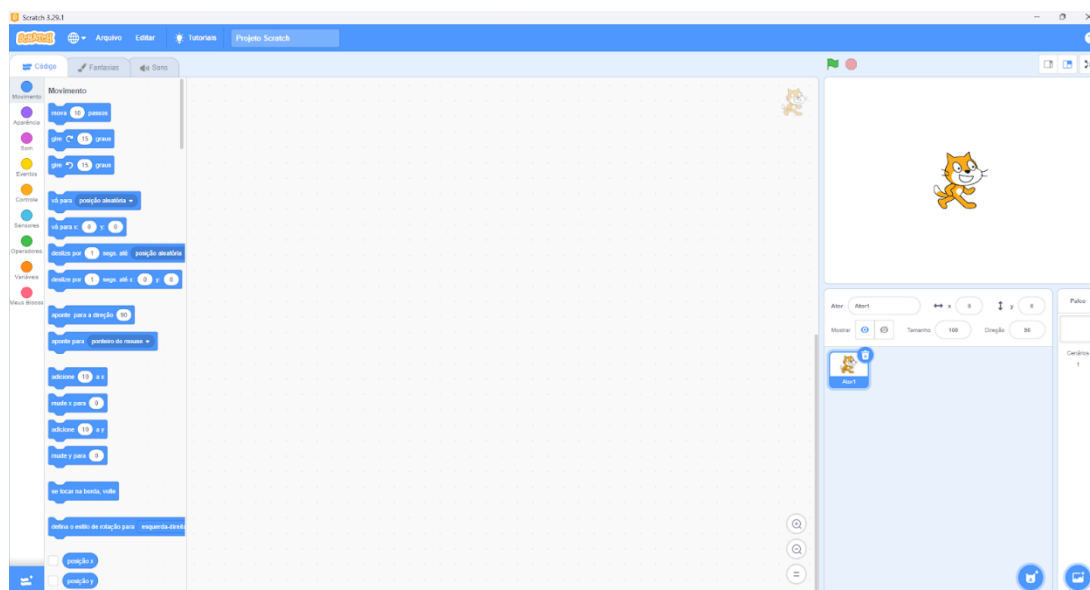 Scratch 3.29.1
SCRATCH Arquivo Editar Tutoriais Projeto Scratch
Código Fantasias Sons
Movimento
Movimento
Aparência
Som
Eventos
Controle
Sensores
Operadores
Variáveis
Meus Blocos
mova 10 passos
gire 15 graus
gire 15 graus
vá para posição aleatória
vá para x: 0 y: 0
deslize por 1 segs. até posição aleatória
deslize por 1 segs. até x: 0 y: 0
aponte para a direção 90
aponte para ponteiro do mouse
adicione 10 a x
mude x para 0
adicione 10 a y
mude y para 0
se tocar na borda, volte
defina o estilo de rotação para esquerda-direita
posição x
posição y
Ator Ator1 x 0 y 0
Mostrar Tamanho 100 Direção 90
Ator1
Palco
Cenários
1